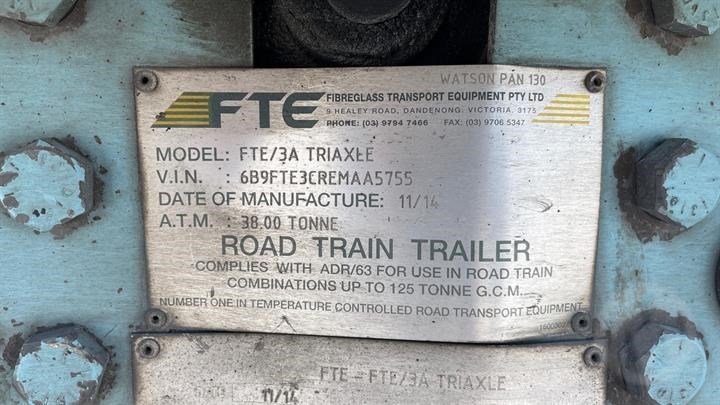 WATSON PAN 130
FTE FIBREGLASS TRANSPORT EQUIPMENT PTY LTD
9 HEALEY ROAD, DANDENONG, VICTORIA, 3175
PHONE: (03) 9794 7466 FAX: (03) 9706 5347
MODEL: FTE/3A TRIAXLE
V.I.N. : 6B9FTE3CREMAA5755
DATE OF MANUFACTURE: 11/14
A.T.M. : 38.00 TONNE
ROAD TRAIN TRAILER
COMPLIES WITH ADR/63 FOR USE IN ROAD TRAIN
COMBINATIONS UP TO 125 TONNE G.C.M.
NUMBER ONE IN TEMPERATURE CONTROLLED ROAD TRANSPORT EQUIPMENT
FTE - FTE/3A TRIAXLE
11/14